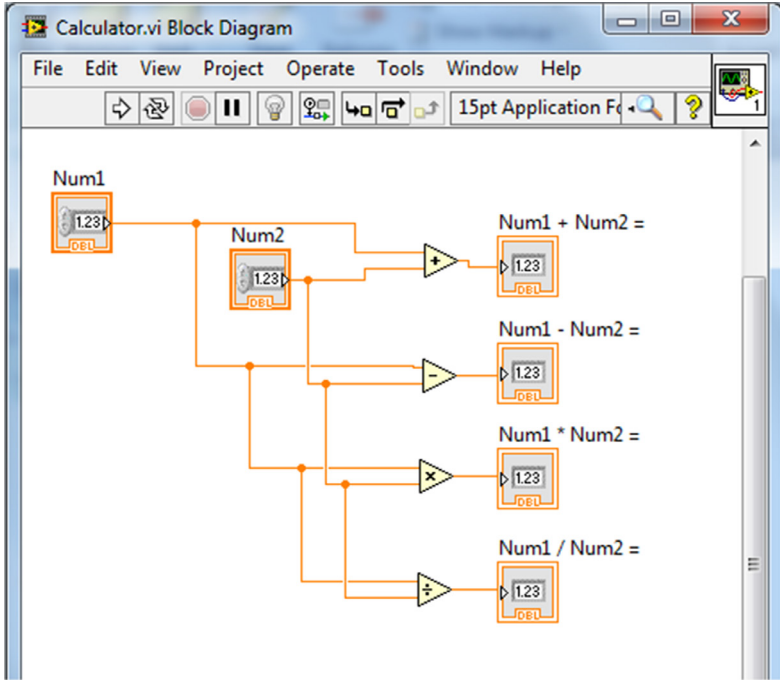 Calculator.vi Block Diagram
File Edit View Project Operate Tools Window Help
15pt Application Fo
1
Num1
1.23
DBL
Num2
1.23
DBL
+
Num1 + Num2 =
1.23
DBL
-
Num1 - Num2 =
1.23
DBL
×
Num1 * Num2 =
1.23
DBL
÷
Num1 / Num2 =
1.23
DBL